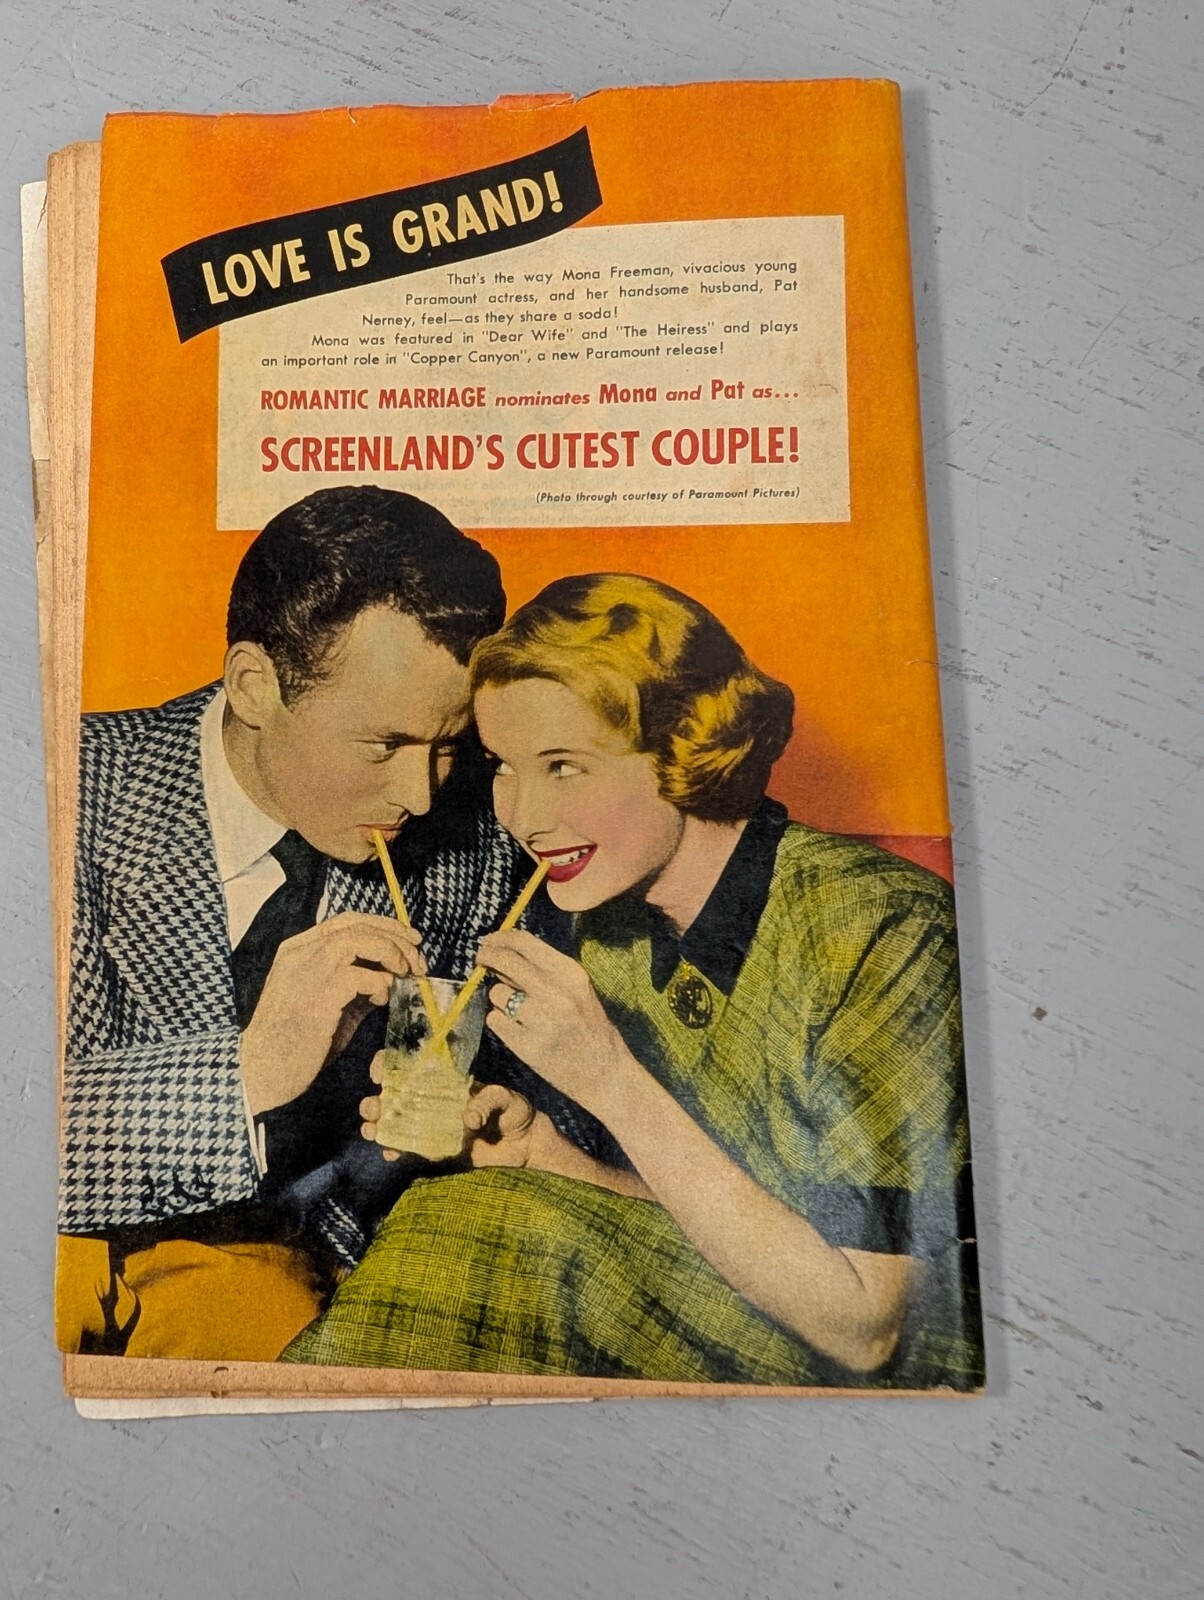 LOVE IS GRAND!
That's the way Mona Freeman, vivacious young
Paramount actress, and her handsome husband, Pat
Nerney, feel—as they share a soda!
Mona was featured in "Dear Wife" and "The Heiress" and plays
an important role in "Copper Canyon", a new Paramount release!
ROMANTIC MARRIAGE nominates Mona and Pat as...
SCREENLAND'S CUTEST COUPLE!
(Photo through courtesy of Paramount Pictures)